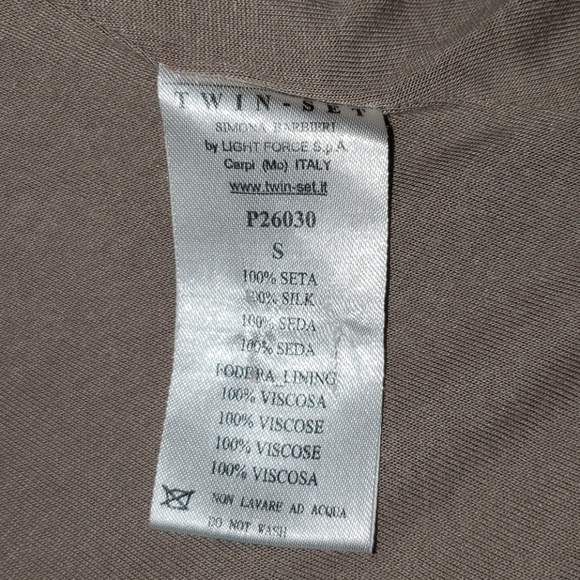 TWIN-SET
SIMONA BARBIERI
by LIGHT FORCE S.p.A.
Carpi (Mo) ITALY
www.twin-set.it
P26030
S
100% SETA
100% SILK
100% SEDA
100% SEDA
FODERA_LINING
100% VISCOSA
100% VISCOSE
100% VISCOSE
100% VISCOSA
NON LAVARE AD ACQUA
DO NOT WASH